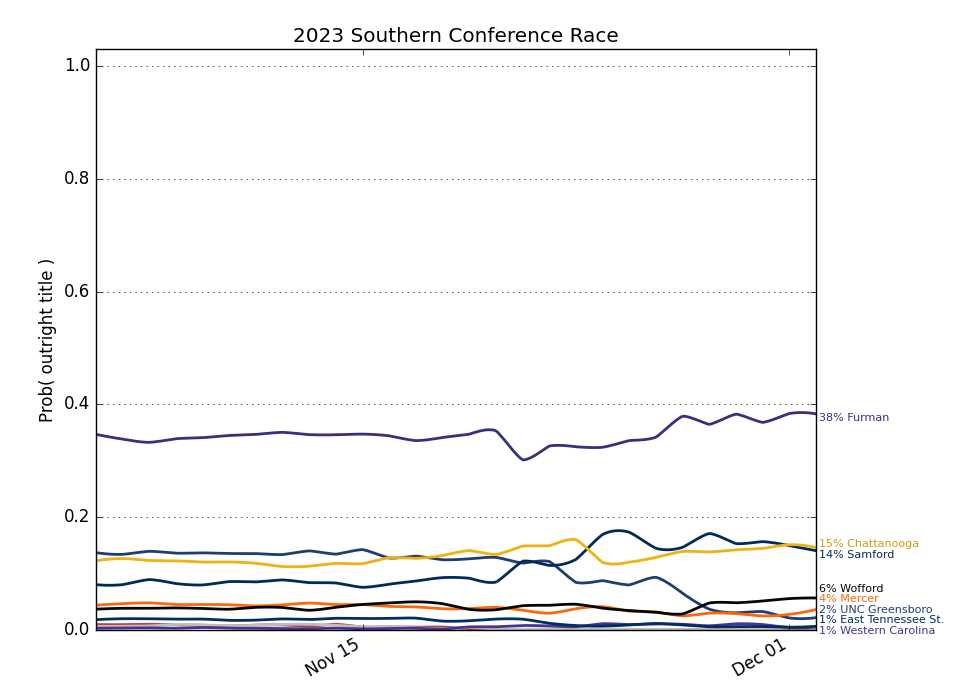 2023 Southern Conference Race
Prob( outright title )
1.0
0.8
0.6
0.4
0.2
0.0
Nov 15
Dec 01
38% Furman
15% Chattanooga
14% Samford
6% Wofford
4% Mercer
2% UNC Greensboro
1% East Tennessee St.
1% Western Carolina